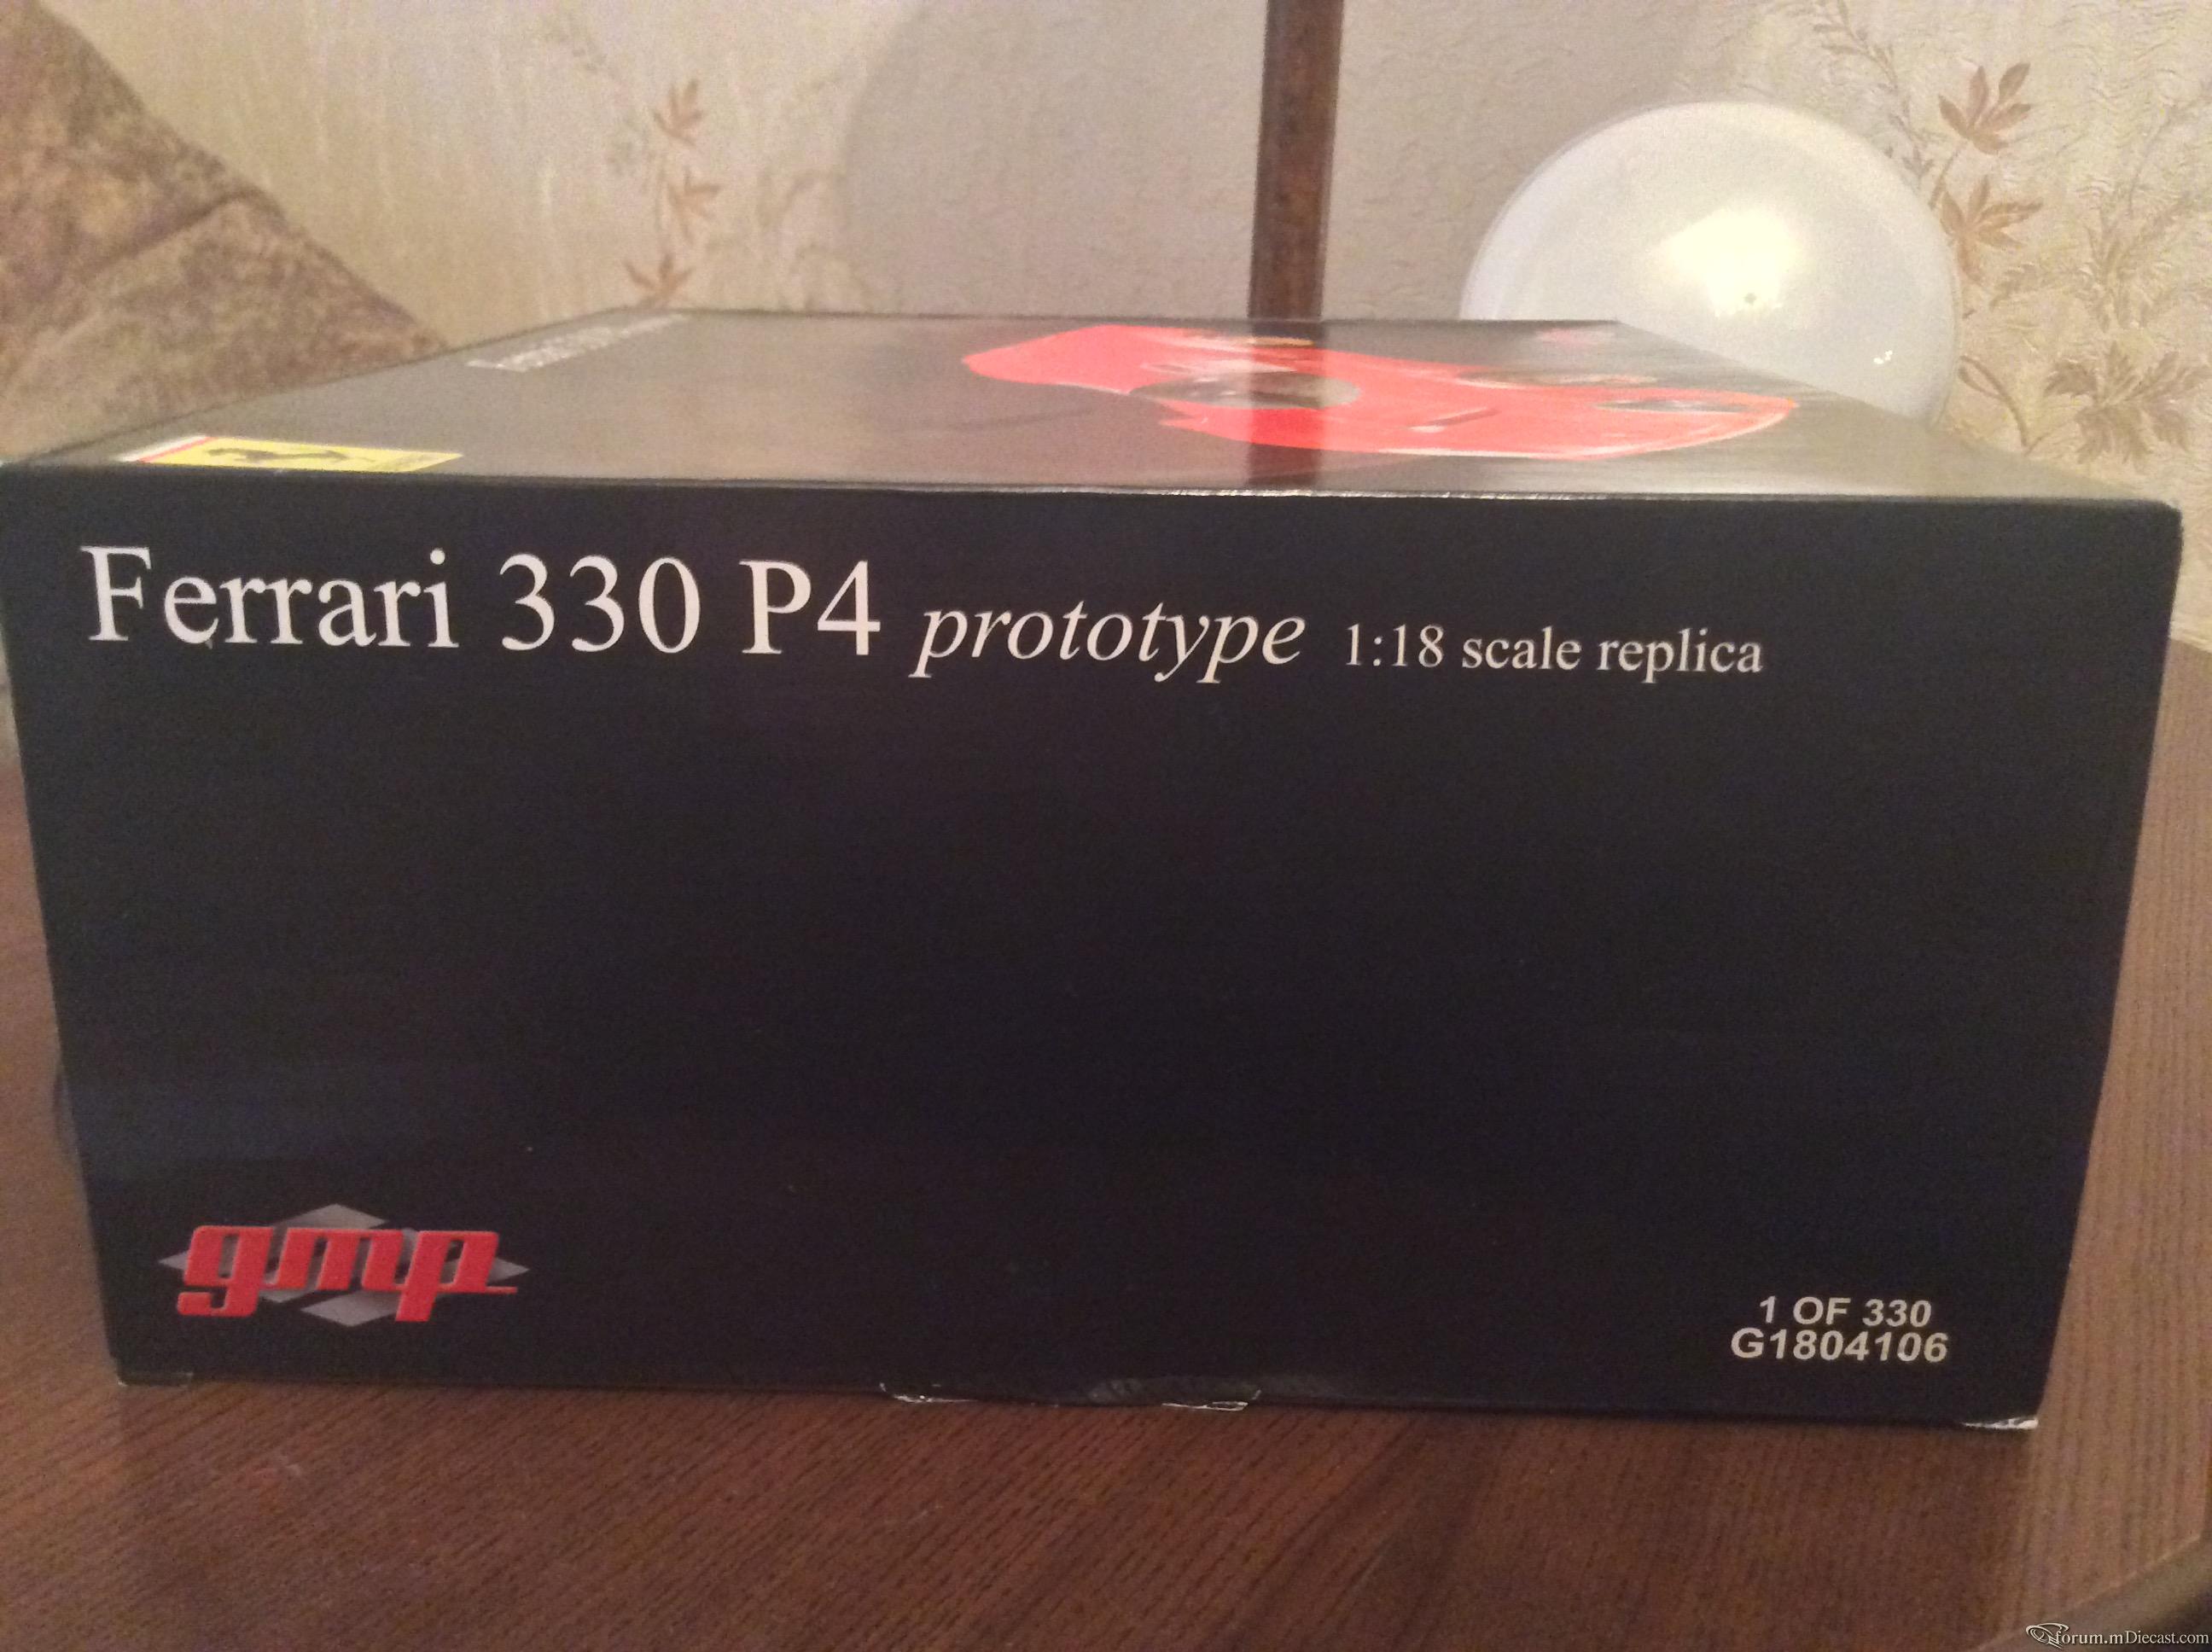 Ferrari 330 P4 prototype 1:18 scale replica
gmp
1 OF 330
G1804106
forum.mDiecast.com